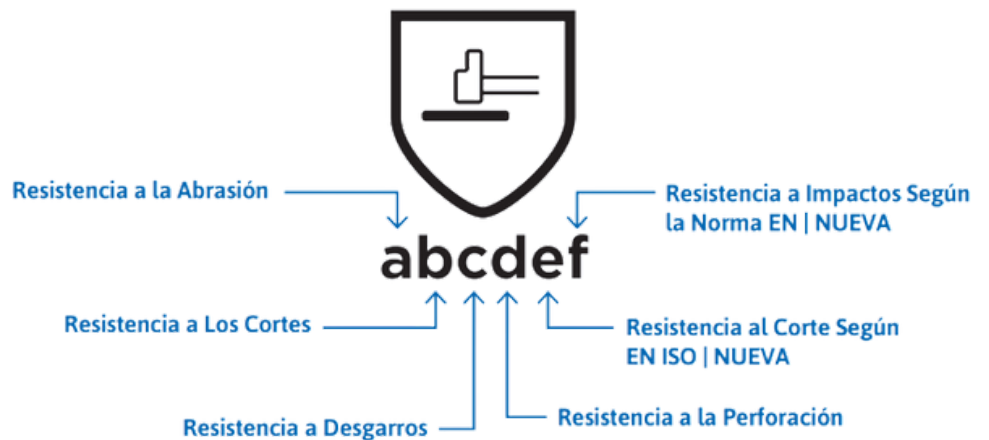 Resistencia a la Abrasión
Resistencia a Impactos Según
la Norma EN | NUEVA
abcdef
Resistencia a Los Cortes
Resistencia al Corte Según
EN ISO | NUEVA
Resistencia a Desgarros
Resistencia a la Perforación